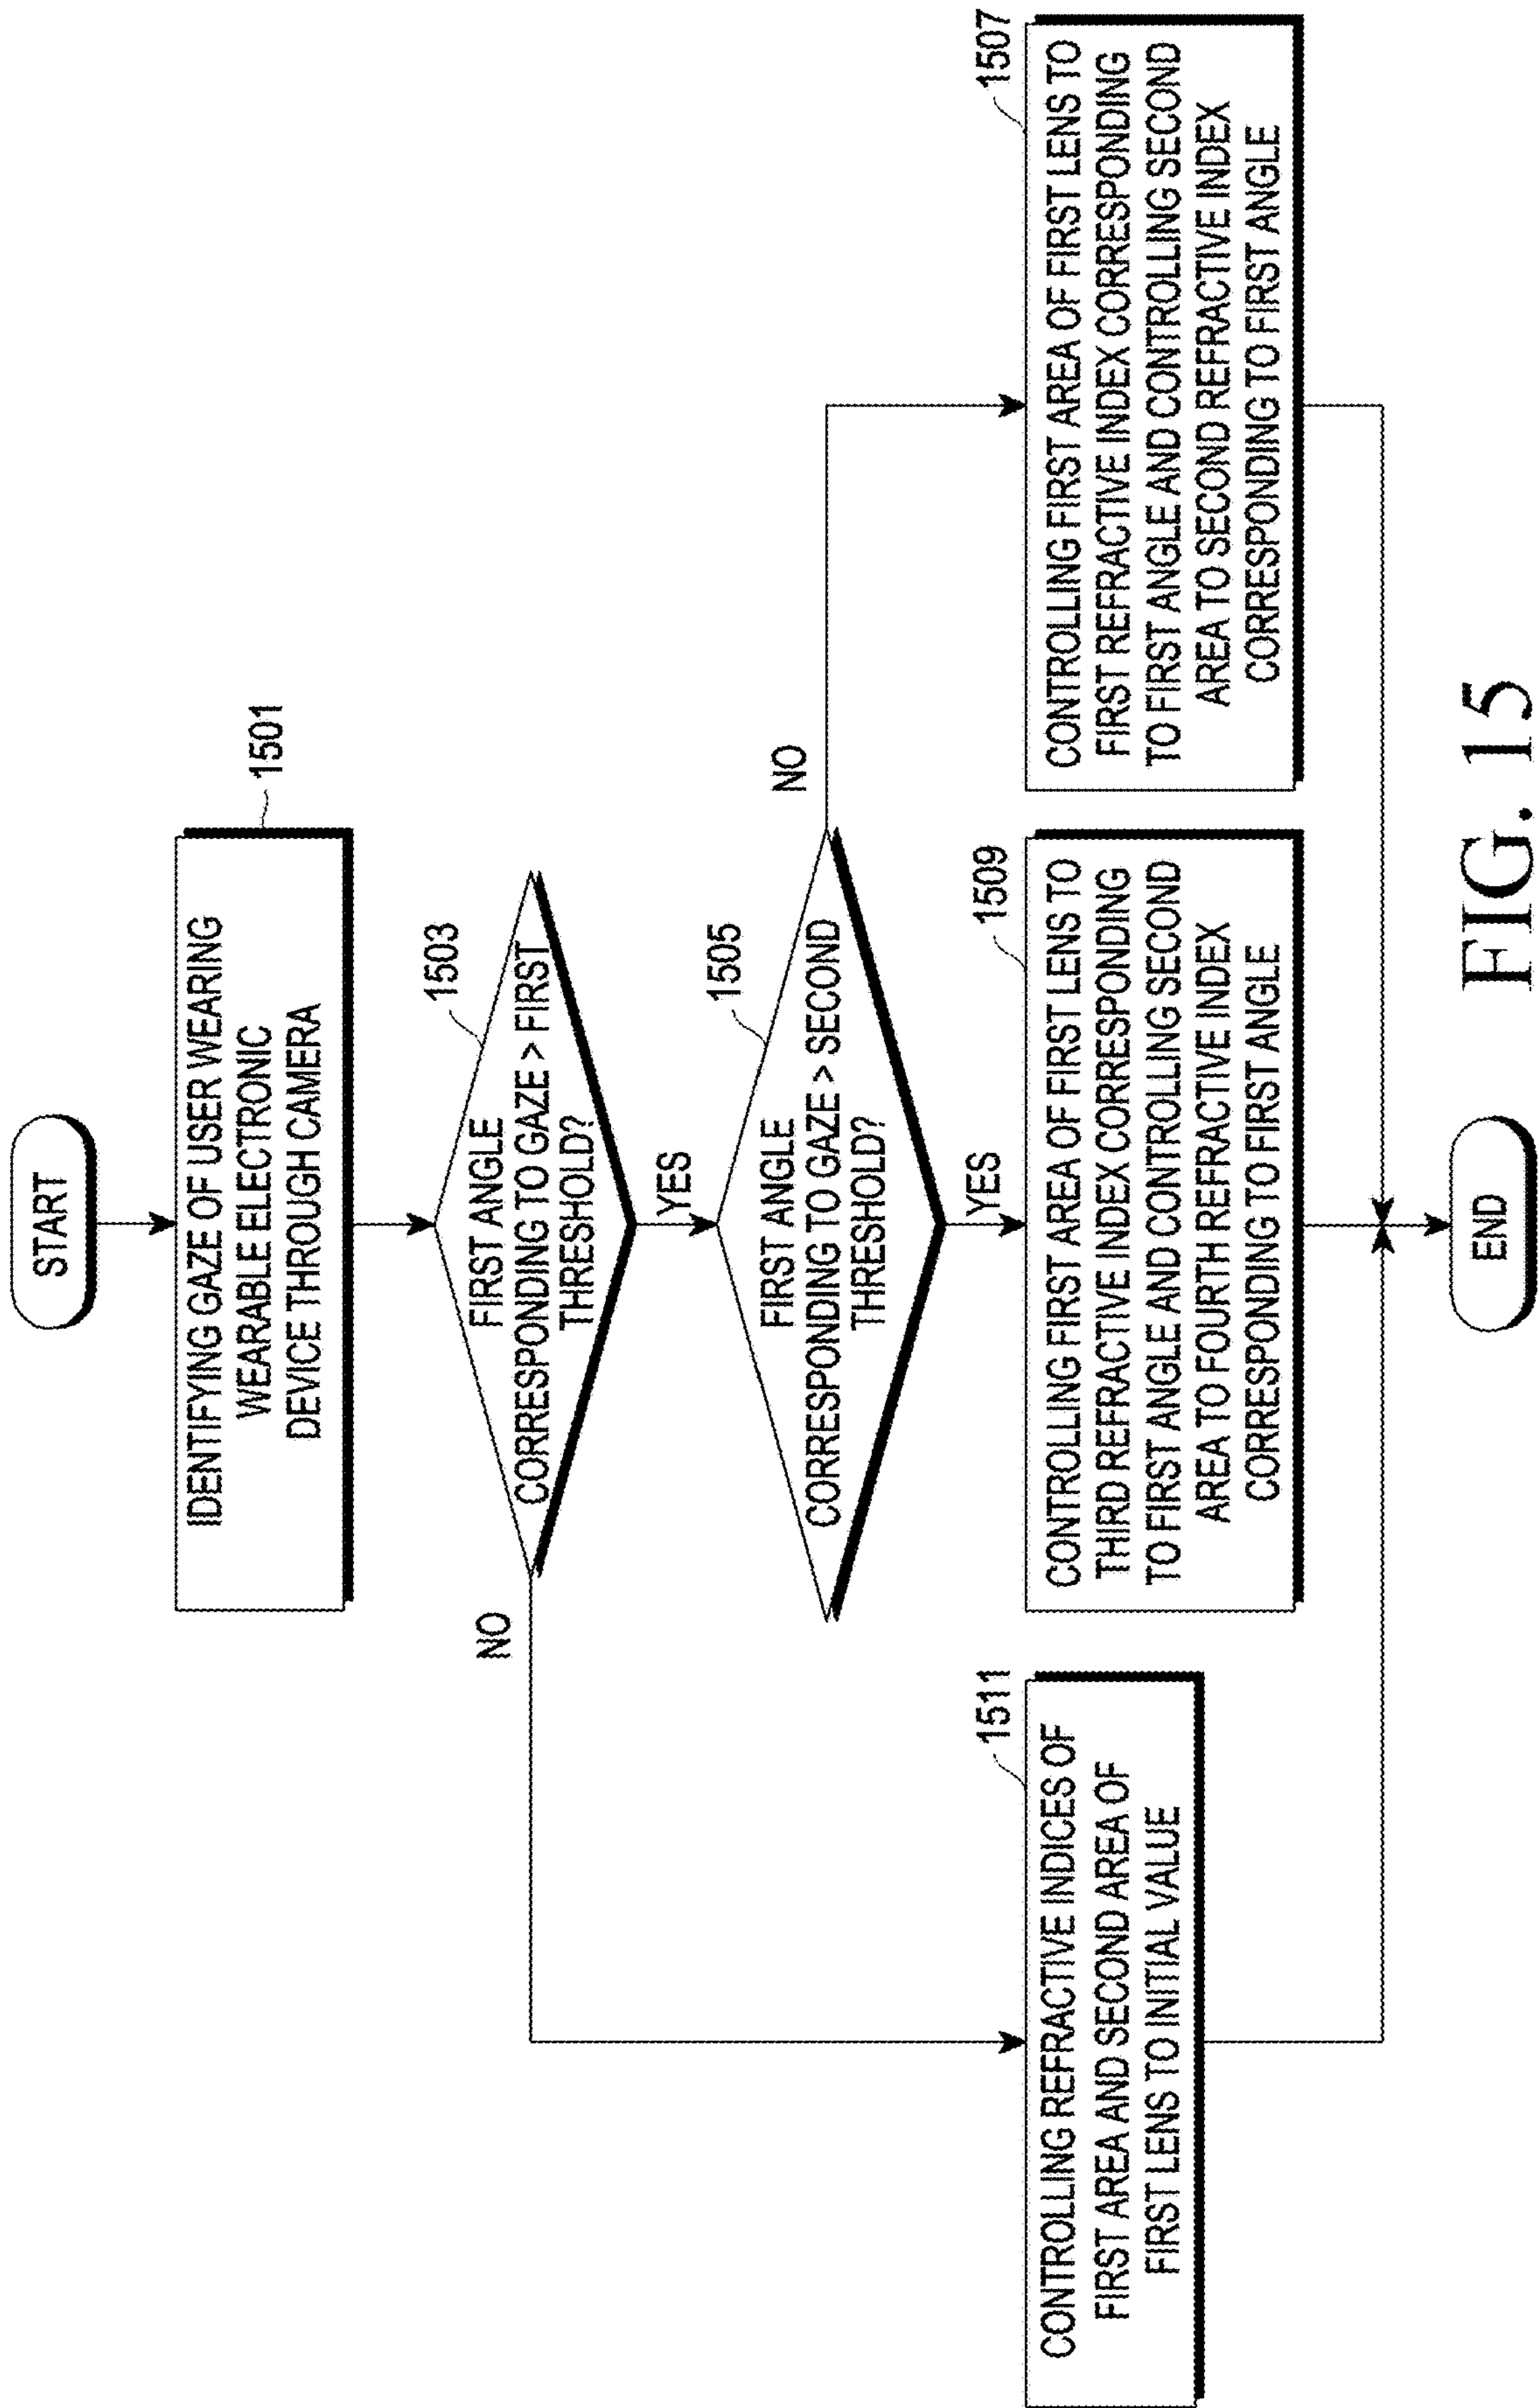 START
IDENTIFYING GAZE OF USER WEARING
WEARABLE ELECTRONIC
DEVICE THROUGH CAMERA
1501
FIRST ANGLE
CORRESPONDING TO GAZE > FIRST
THRESHOLD?
1503
NO
YES
FIRST ANGLE
CORRESPONDING TO GAZE > SECOND
THRESHOLD?
1505
NO
YES
1511
CONTROLLING REFRACTIVE INDICES OF
FIRST AREA AND SECOND AREA OF
FIRST LENS TO INITIAL VALUE
1509
CONTROLLING FIRST AREA OF FIRST LENS TO
THIRD REFRACTIVE INDEX CORRESPONDING
TO FIRST ANGLE AND CONTROLLING SECOND
AREA TO FOURTH REFRACTIVE INDEX
CORRESPONDING TO FIRST ANGLE
1507
CONTROLLING FIRST AREA OF FIRST LENS TO
FIRST REFRACTIVE INDEX CORRESPONDING
TO FIRST ANGLE AND CONTROLLING SECOND
AREA TO SECOND REFRACTIVE INDEX
CORRESPONDING TO FIRST ANGLE
END
FIG. 15